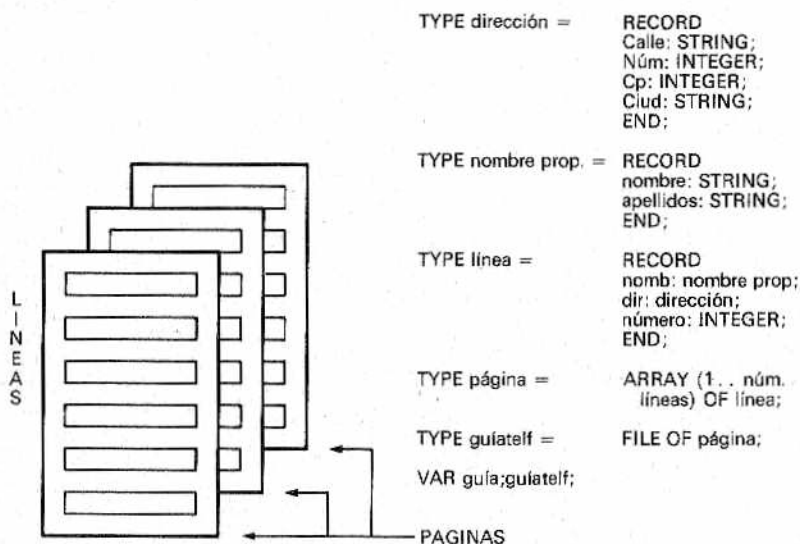 TYPE dirección = RECORD
Calle: STRING;
Núm: INTEGER;
Cp: INTEGER;
Ciud: STRING;
END;
TYPE nombre prop. = RECORD
nombre: STRING;
apellidos: STRING;
END;
TYPE línea = RECORD
nomb: nombre prop;
dir: dirección;
número: INTEGER;
END;
TYPE página = ARRAY (1 . . núm.
líneas) OF línea;
TYPE guíatelf = FILE OF página;
VAR guía;guíatelf;
LINEAS
PAGINAS